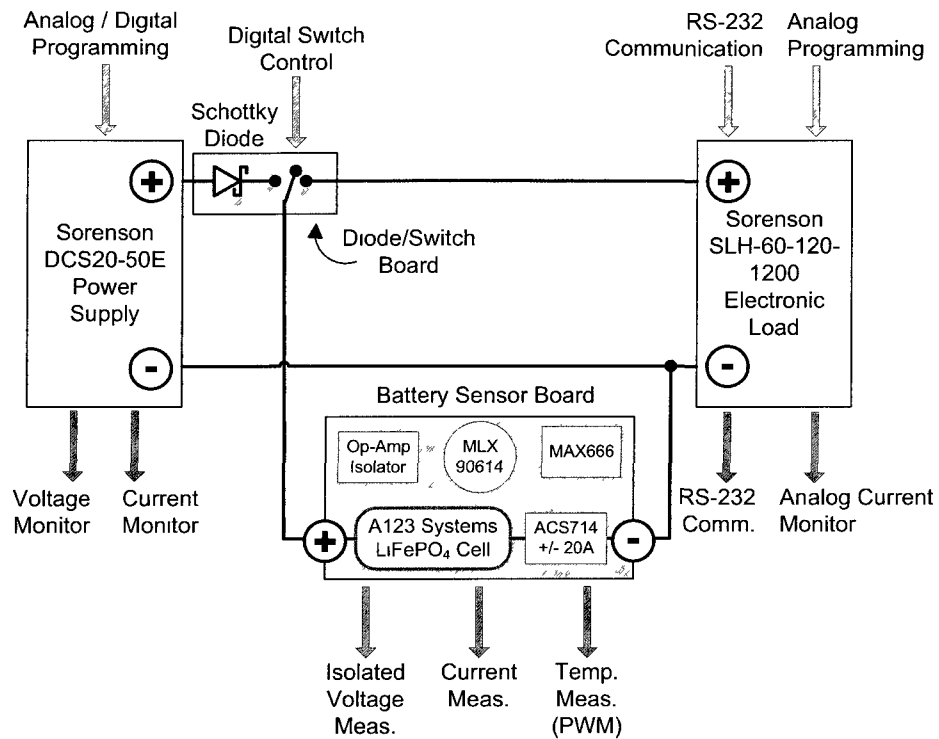 Analog / Digital
Programming
Digital Switch
Control
RS-232
Communication
Analog
Programming
Schottky
Diode
+
+
Sorenson
DCS20-50E
Power
Supply
Diode/Switch
Board
Sorenson
SLH-60-120-
1200
Electronic
Load
-
-
Battery Sensor Board
Op-Amp
Isolator
MLX
90614
MAX666
Voltage
Monitor
Current
Monitor
RS-232
Comm.
Analog Current
Monitor
+
A123 Systems
LiFePO4 Cell
ACS714
+/- 20A
-
Isolated
Voltage
Meas.
Current
Meas.
Temp.
Meas.
(PWM)